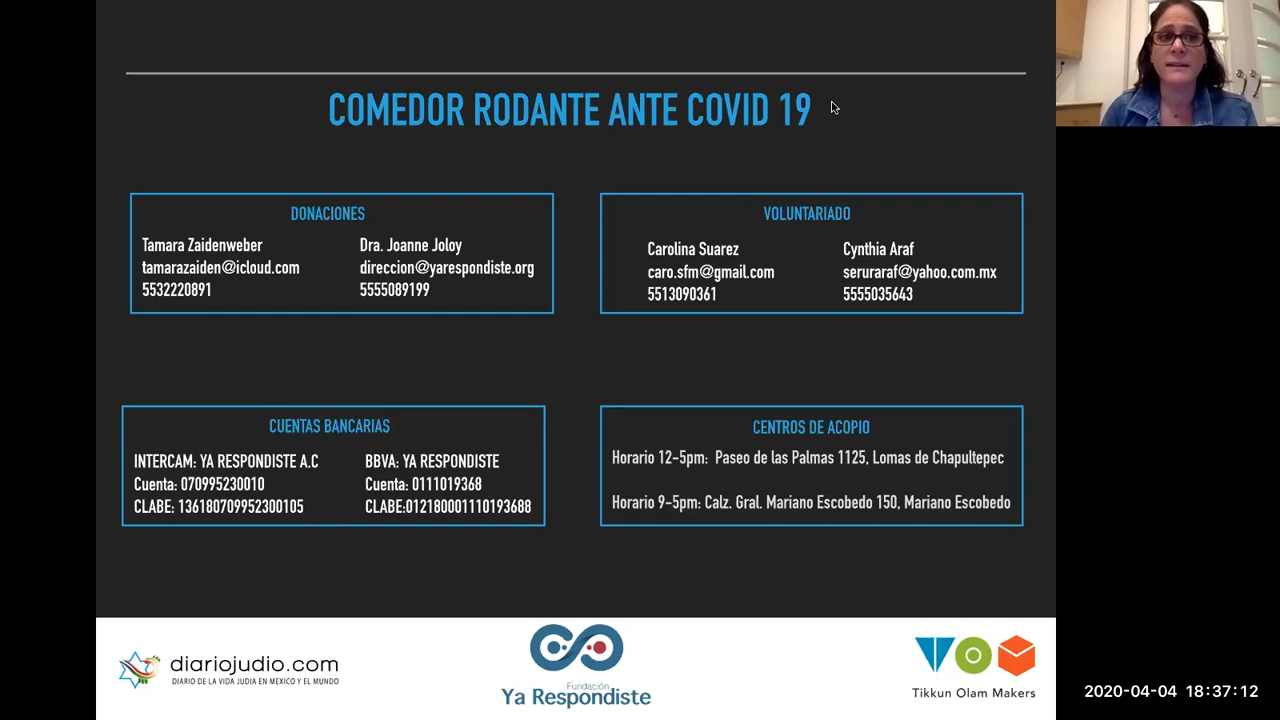 COMEDOR RODANTE ANTE COVID 19
DONACIONES
Tamara Zaidenweber
tamarazaiden@icloud.com
5532220891
Dra. Joanne Joloy
direccion@yarespondiste.org
5555089199
VOLUNTARIADO
Carolina Suarez
caro.sfm@gmail.com
5513090361
Cynthia Araf
seruraraf@yahoo.com.mx
5555035643
CUENTAS BANCARIAS
INTERCAM: YA RESPONDISTE A.C
Cuenta: 070995230010
CLABE: 136180709952300105
BBVA: YA RESPONDISTE
Cuenta: 0111019368
CLABE:012180001110193688
CENTROS DE ACOPIO
Horario 12-5pm: Paseo de las Palmas 1125, Lomas de Chapultepec
Horario 9-5pm: Calz. Gral. Mariano Escobedo 150, Mariano Escobedo
diariojudio.com
DIARIO DE LA VIDA JUDIA EN MEXICO Y EL MUNDO
Fundación
Ya Respondiste
TOM
Tikkun Olam Makers
2020-04-04 18:37:12